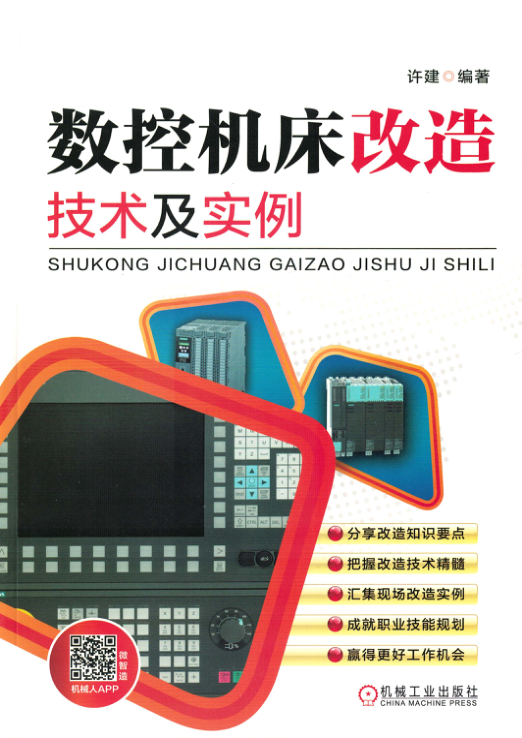 许建 编著
数控机床改造
技术及实例
SHUKONG JICHUANG GAIZAO JISHU JI SHILI
分享改造知识要点
把握改造技术精髓
汇集现场改造实例
成就职业技能规划
赢得更好工作机会
微智造
机械人APP
机械工业出版社
CHINA MACHINE PRESS